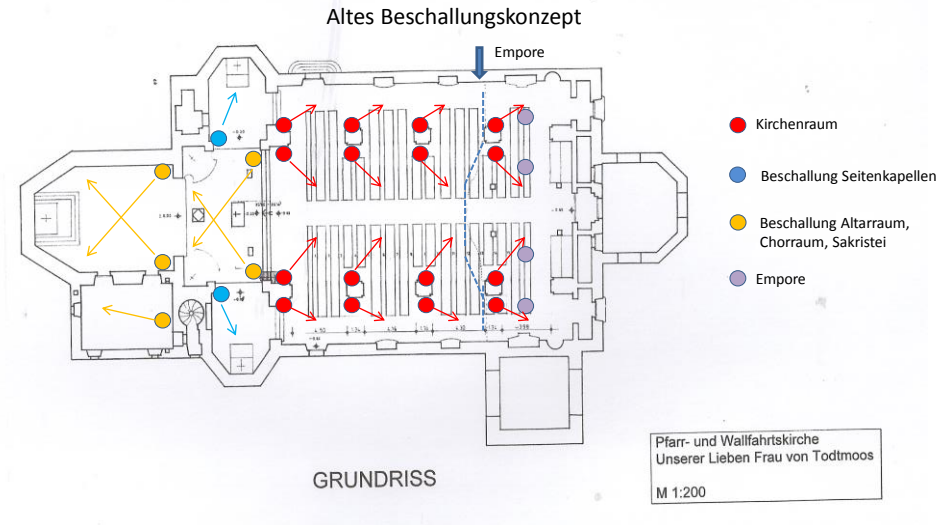 Altes Beschallungskonzept
Empore
Kirchenraum
Beschallung Seitenkapellen
Beschallung Altarraum,
Chorraum, Sakristei
Empore
GRUNDRISS
Pfarr- und Wallfahrtskirche
Unserer Lieben Frau von Todtmoos
M 1:200